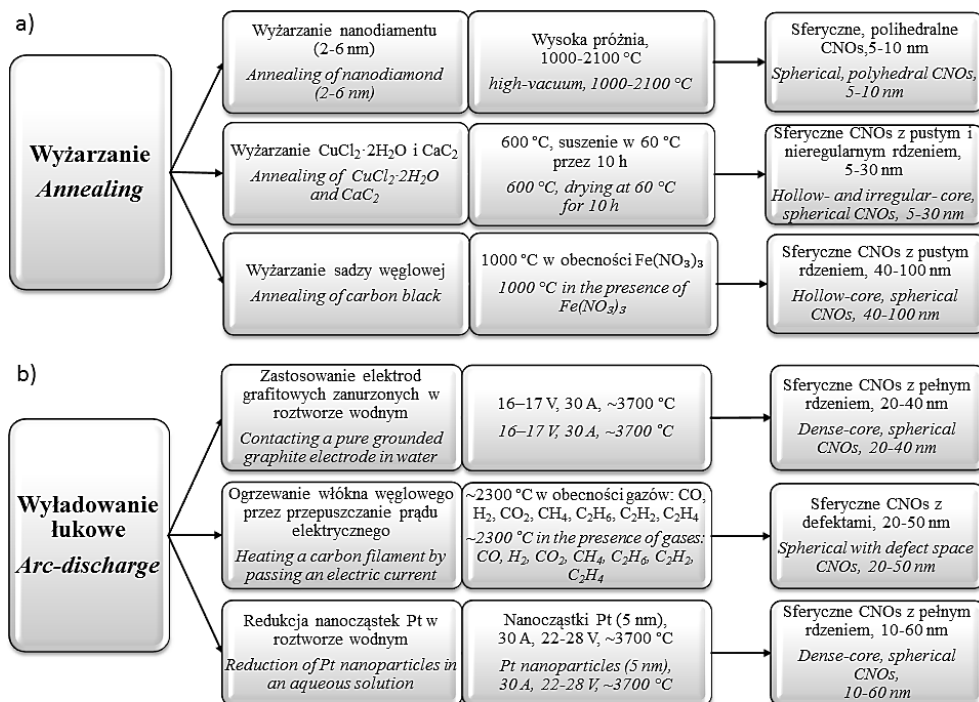 a)
Wyżarzanie
Annealing
Wyżarzanie nanodiamentu
(2-6 nm)
Annealing of nanodiamond
(2-6 nm)
Wysoka próżnia,
1000-2100 °C
high-vacuum, 1000-2100 °C
Sferyczne, polihedralne
CNOs,5-10 nm
Spherical, polyhedral CNOs,
5-10 nm
Wyżarzanie CuCl₂·2H₂O i CaC₂
Annealing of CuCl₂·2H₂O
and CaC₂
600 °C, suszenie w 60 °C
przez 10 h
600 °C, drying at 60 °C
for 10h
Sferyczne CNOs z pustym i
nieregularnym rdzeniem,
5-30 nm
Hollow- and irregular- core,
spherical CNOs, 5-30 nm
Wyżarzanie sadzy węglowej
Annealing of carbon black
1000 °C w obecności Fe(NO₃)₃
1000 °C in the presence of
Fe(NO₃)₃
Sferyczne CNOs z pustym
rdzeniem, 40-100 nm
Hollow-core, spherical
CNOs, 40-100 nm
b)
Wyładowanie
łukowe
Arc-discharge
Zastosowanie elektrod
grafitowych zanurzonych w
roztworze wodnym
Contacting a pure grounded
graphite electrode in water
16–17 V, 30 A, ~3700 °C
16–17 V, 30 A, ~3700 °C
Sferyczne CNOs z pełnym
rdzeniem, 20-40 nm
Dense-core, spherical
CNOs, 20-40 nm
Ogrzewanie włókna węglowego
przez przepuszczanie prądu
elektrycznego
Heating a carbon filament by
passing an electric current
~2300 °C w obecności gazów: CO,
H₂, CO₂, CH₄, C₂H₆, C₂H₂, C₂H₄
~2300 °C in the presence of gases:
CO, H₂, CO₂, CH₄, C₂H₆, C₂H₂,
C₂H₄
Sferyczne CNOs z
defektami, 20-50 nm
Spherical with defect space
CNOs, 20-50 nm
Redukcja nanocząstek Pt w
roztworze wodnym
Reduction of Pt nanoparticles in
an aqueous solution
Nanocząstki Pt (5 nm),
30 A, 22-28 V, ~3700 °C
Pt nanoparticles (5 nm),
30 A, 22-28 V, ~3700 °C
Sferyczne CNOs z pełnym
rdzeniem, 10-60 nm
Dense-core, spherical
CNOs,
10-60 nm